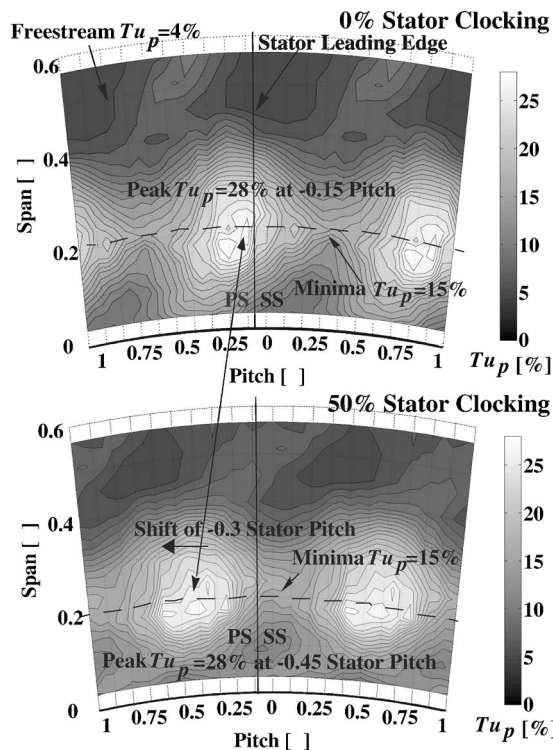 0% Stator Clocking
Freestream Tu_p=4%
Stator Leading Edge
0.6
0.4
Span [ ]
0.2
0
Peak Tu_p=28% at -0.15 Pitch
Minima Tu_p=15%
PS SS
1 0.75 0.5 0.25 0 0.25 0.5 0.75 1
Pitch [ ]
25
20
15
10
5
0
Tu_p [%]
50% Stator Clocking
0.6
0.4
Span [ ]
0.2
0
Shift of -0.3 Stator Pitch
Minima Tu_p=15%
PS SS
Peak Tu_p=28% at -0.45 Stator Pitch
1 0.75 0.5 0.25 0 0.25 0.5 0.75 1
Pitch [ ]
25
20
15
10
5
0
Tu_p [%]